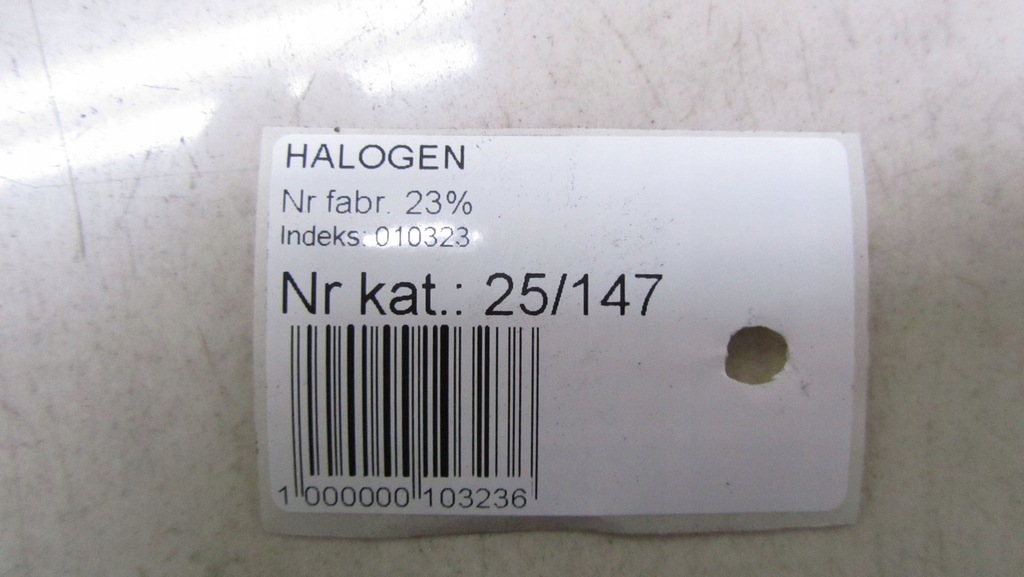 HALOGEN
Nr fabr. 23%
Indeks: 010323
Nr kat.: 25/147
1 000000 103236